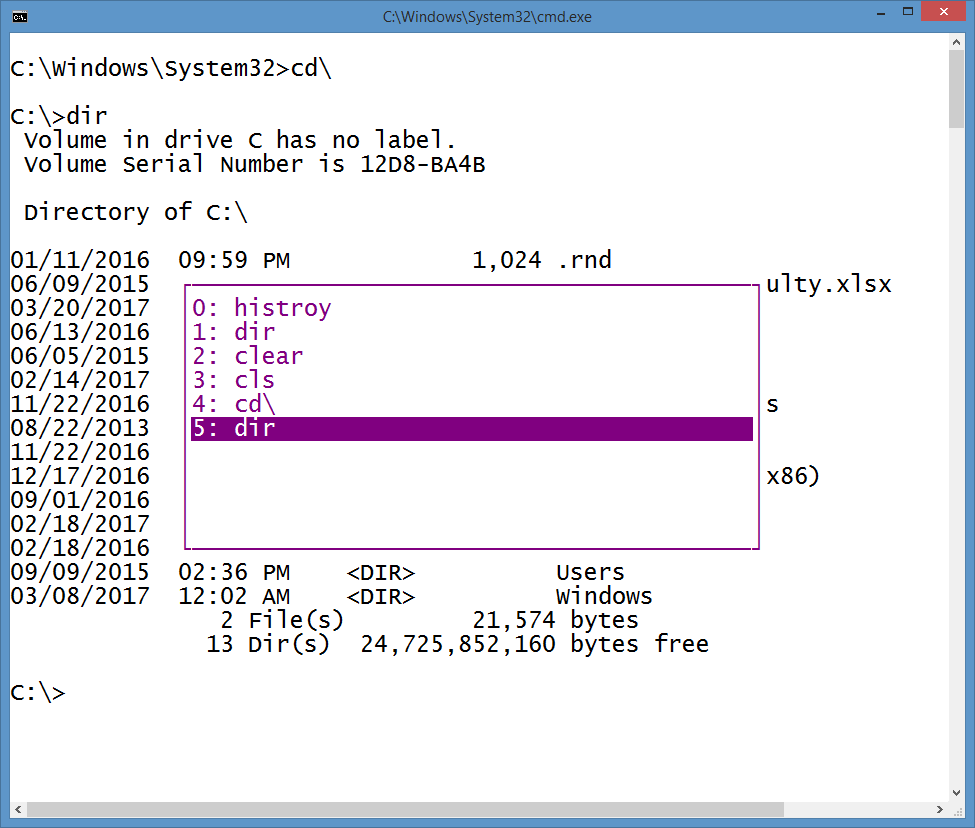 C:\Windows\System32\cmd.exe
C:\Windows\System32>cd\
C:\>dir
Volume in drive C has no label.
Volume Serial Number is 12D8-BA4B
Directory of C:\
01/11/2016 09:59 PM 1,024 .rnd
06/09/2015 ulty.xlsx
03/20/2017 0: histroy
06/13/2016 1: dir
06/05/2015 2: clear
02/14/2017 3: cls
11/22/2016 4: cd\ s
08/22/2013 5: dir
11/22/2016
12/17/2016 x86)
09/01/2016
02/18/2017
02/18/2016
09/09/2015 02:36 PM <DIR> Users
03/08/2017 12:02 AM <DIR> Windows
2 File(s) 21,574 bytes
13 Dir(s) 24,725,852,160 bytes free
C:\>